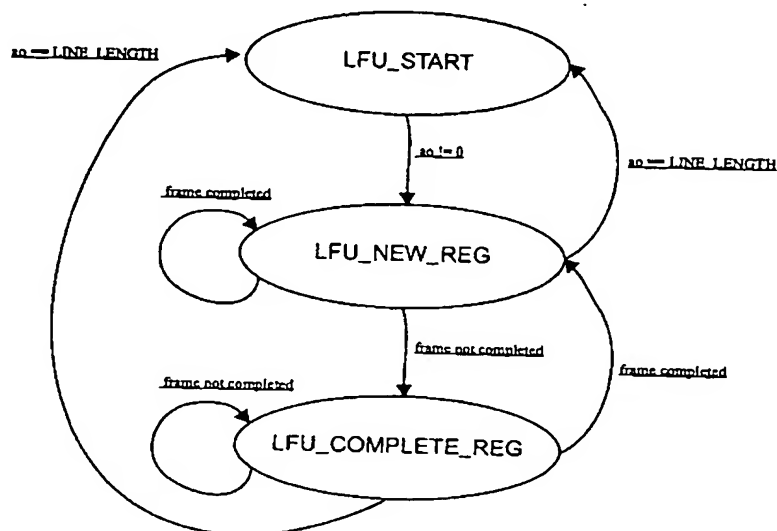 ao == LINE_LENGTH
LFU_START
ao != 0
ao == LINE_LENGTH
frame completed
LFU_NEW_REG
frame not completed
frame completed
frame not completed
LFU_COMPLETE_REG